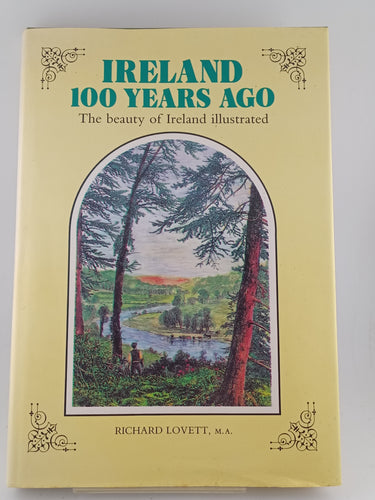 IRELAND
100 YEARS AGO
The beauty of Ireland illustrated
RICHARD LOVETT, M.A.